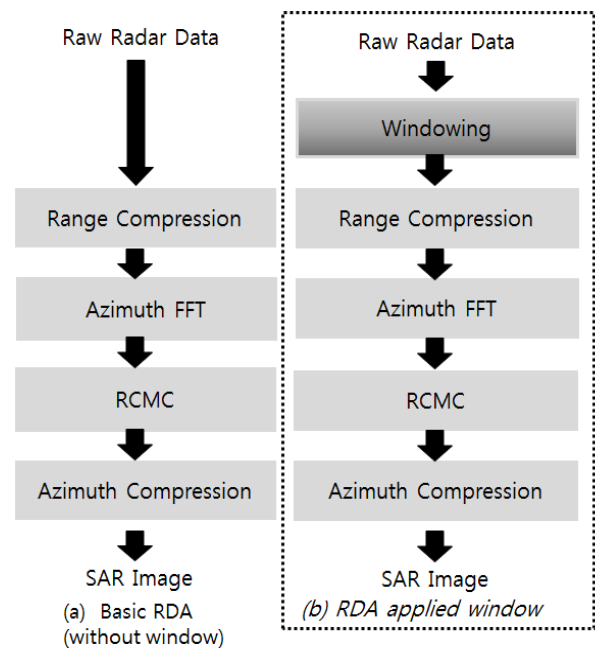 Raw Radar Data
Range Compression
Azimuth FFT
RCMC
Azimuth Compression
SAR Image
(a) Basic RDA
(without window)
Raw Radar Data
Windowing
Range Compression
Azimuth FFT
RCMC
Azimuth Compression
SAR Image
(b) RDA applied window